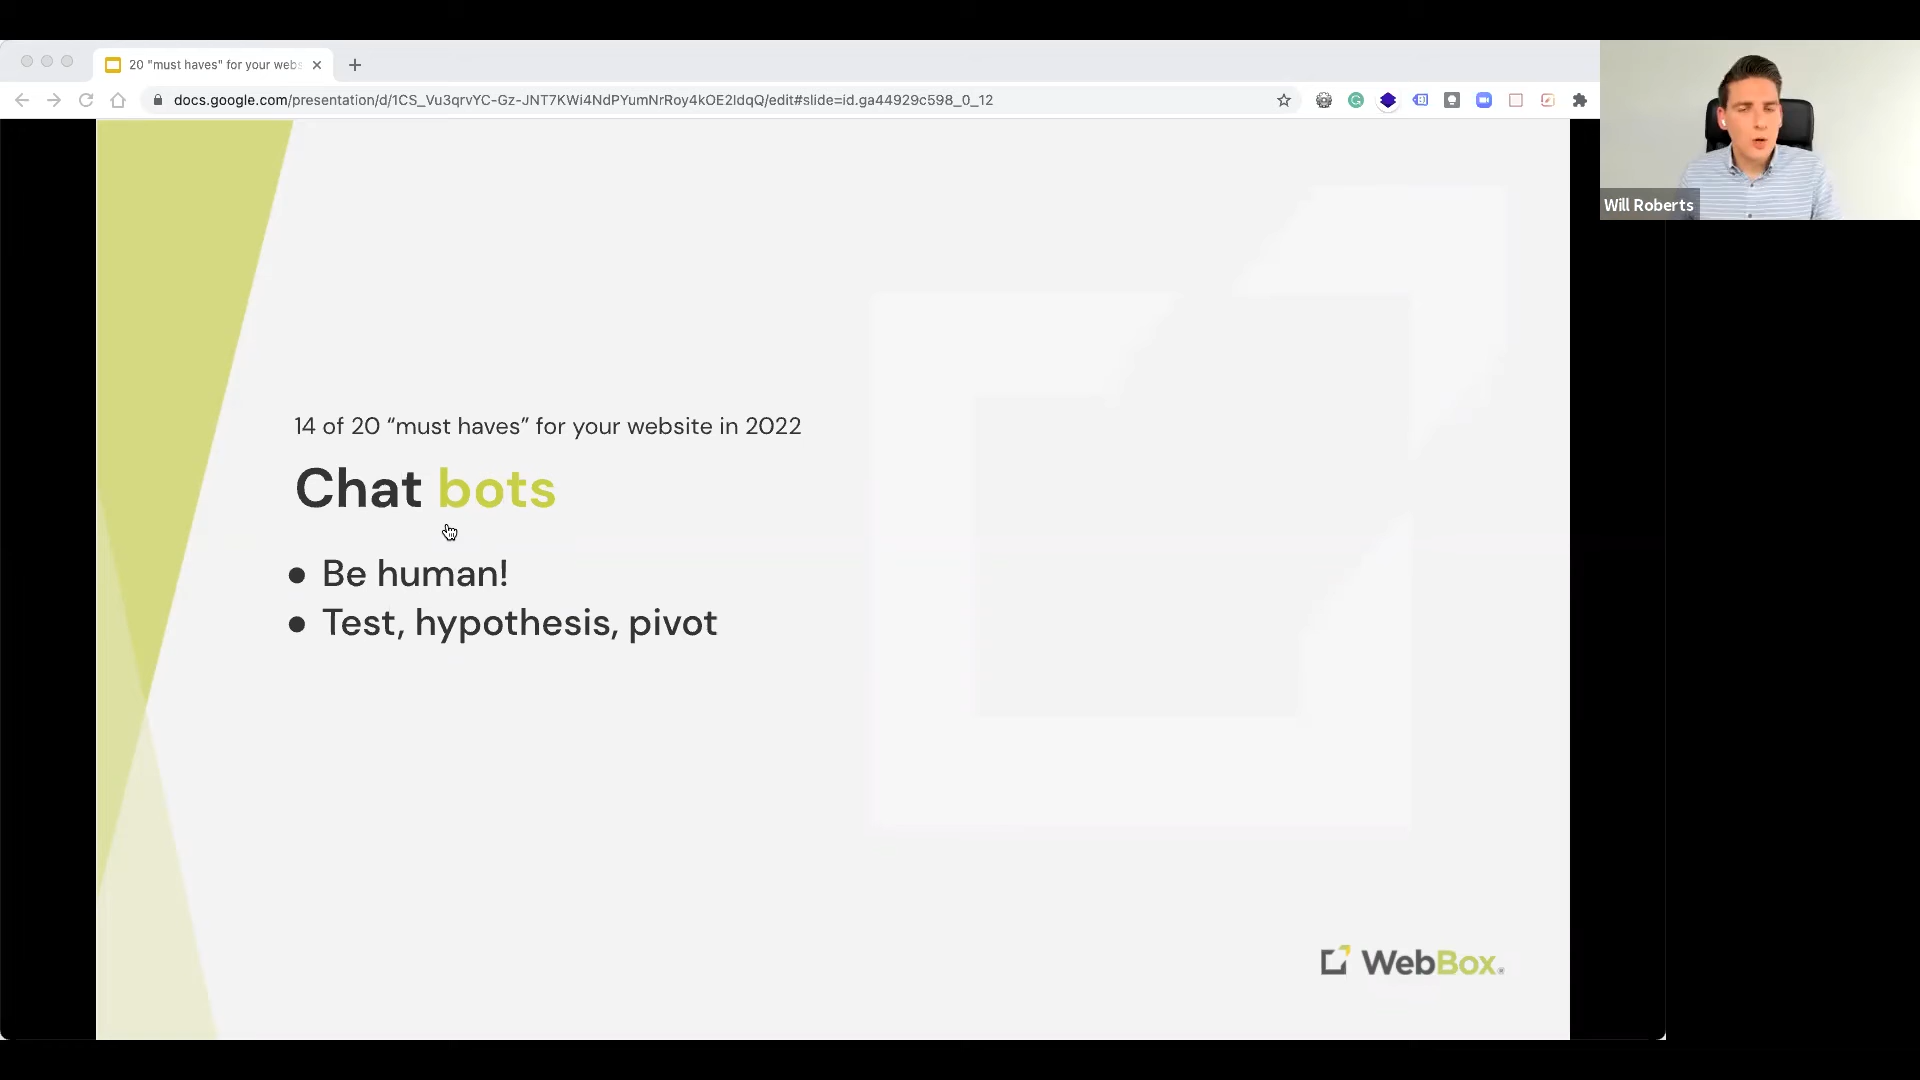 20 "must haves" for your webs
docs.google.com/presentation/d/1CS_Vu3qrvYC-Gz-JNT7KWi4NdPYumNrRoy4kOE2ldqQ/edit#slide=id.ga44929c598_0_12
Will Roberts
14 of 20 “must haves” for your website in 2022
Chat bots
● Be human!
● Test, hypothesis, pivot
WebBox®